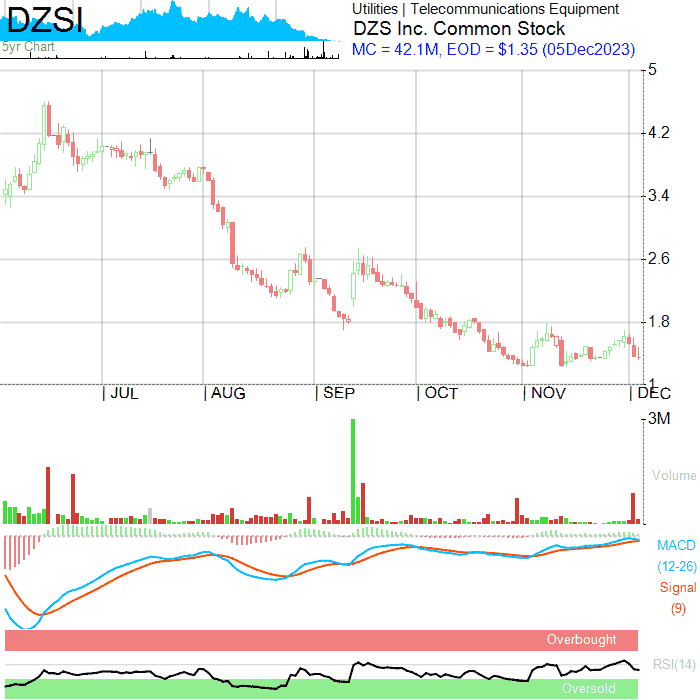 DZSI
5yr Chart
Utilities | Telecommunications Equipment
DZS Inc. Common Stock
MC = 42.1M, EOD = $1.35 (05Dec2023)
5
4.2
3.4
2.6
1.8
1
| JUL | AUG | SEP | OCT | NOV | DEC
3M
Volume
MACD
(12-26)
Signal
(9)
Overbought
RSI(14)
Oversold